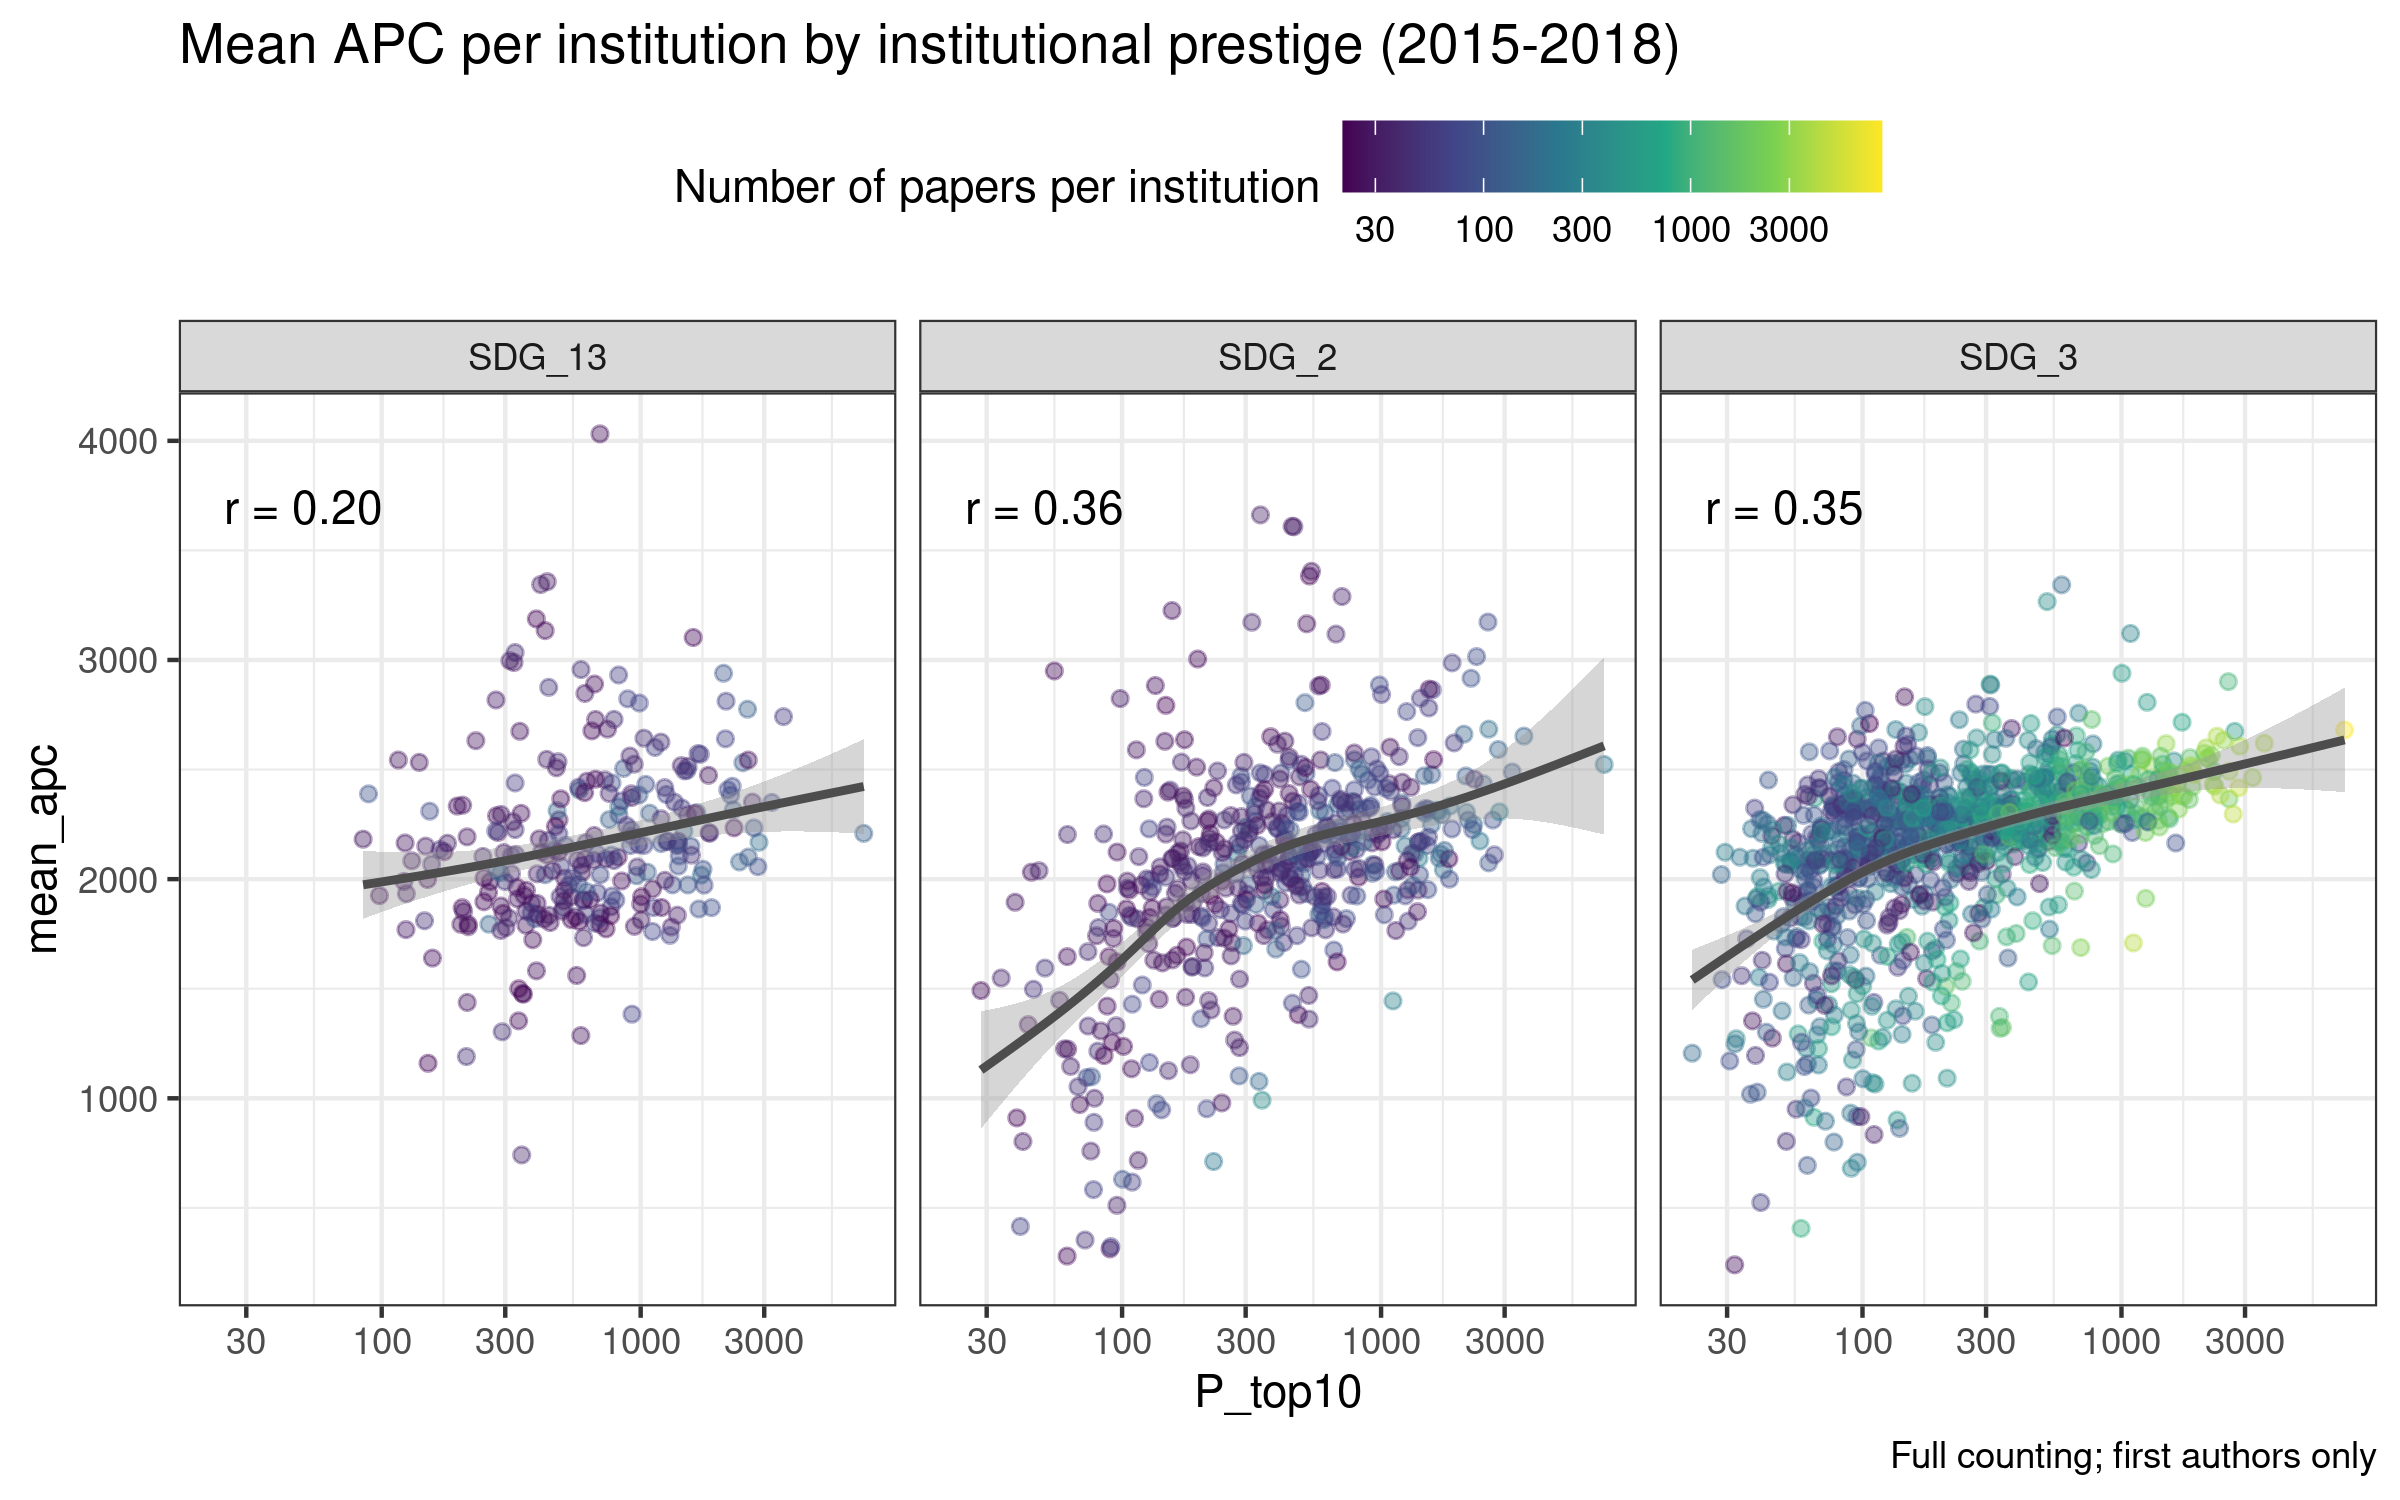 Mean APC per institution by institutional prestige (2015-2018)
Number of papers per institution
30 100 300 1000 3000
SDG_13 SDG_2 SDG_3
r = 0.20 r = 0.36 r = 0.35
mean_apc
4000
3000
2000
1000
30 100 300 1000 3000 30 100 300 1000 3000 30 100 300 1000 3000
P_top10
Full counting; first authors only